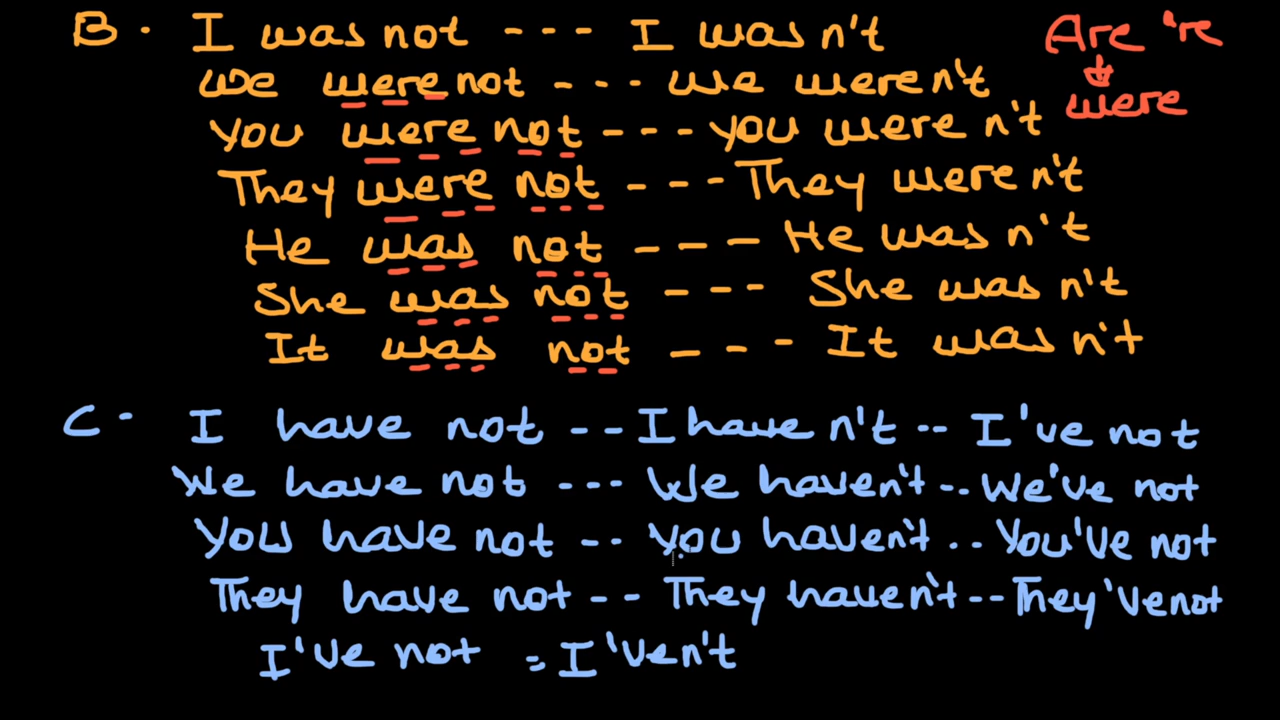 B. I was not --- I wasn't Are 're
We were not --- We weren't were
You were not --- you weren't
They were not --- They weren't
He was not --- He wasn't
She was not --- She wasn't
It was not --- It wasn't
C- I have not -- I haven't -- I've not
We have not --- We haven't -- We've not
You have not -- you haven't .. You've not
They have not -- They haven't -- They've not
I've not = I'ven't